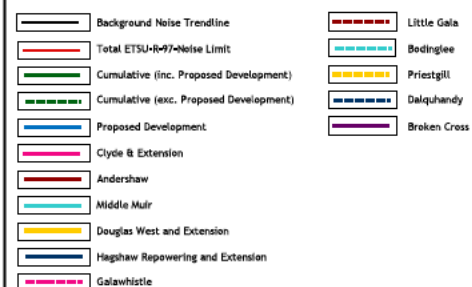 Background Noise Trendline
Total ETSU-R-97-Noise Limit
Cumulative (inc. Proposed Development)
Cumulative (exc. Proposed Development)
Proposed Development
Clyde & Extension
Andershaw
Middle Muir
Douglas West and Extension
Hagshaw Repowering and Extension
Galawhistle
Little Gala
Bodinglee
Priestgill
Dalquhandy
Broken Cross